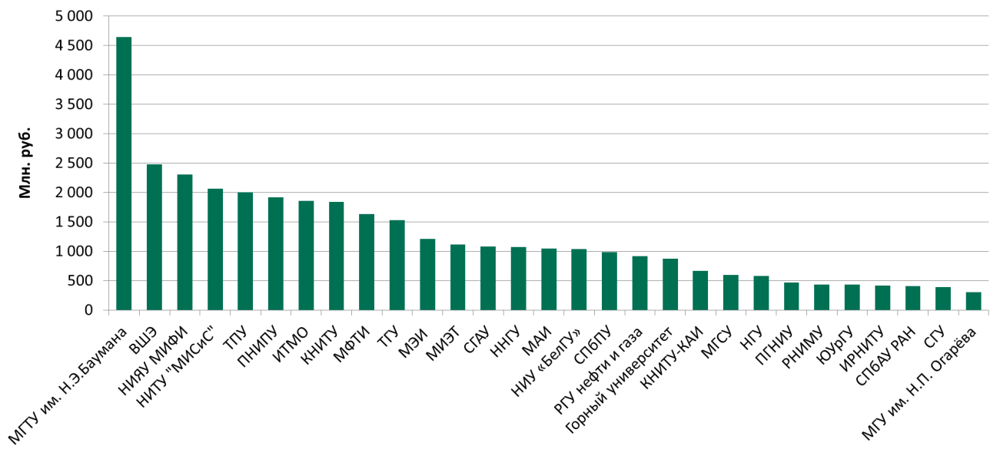 5 000
4 500
4 000
3 500
3 000
2 500
2 000
1 500
1 000
500
0
Млн. руб.
МГТУ им. Н.Э.Баумана
ВШЭ
НИЯУ МИФИ
НИТУ "МИСиС"
ТПУ
ПНИПУ
ИТМО
КНИТУ
МФТИ
ТГУ
МЭИ
МИЭТ
СГАУ
ННГУ
МАИ
НИУ «БелГУ»
СПбПУ
РГУ нефти и газа
Горный университет
КНИТУ-КАИ
МГСУ
НГУ
ПГНИУ
РНИМУ
ЮУрГУ
ИРНИТУ
СПбАУ РАН
СГУ
МГУ им. Н.П. Огарёва